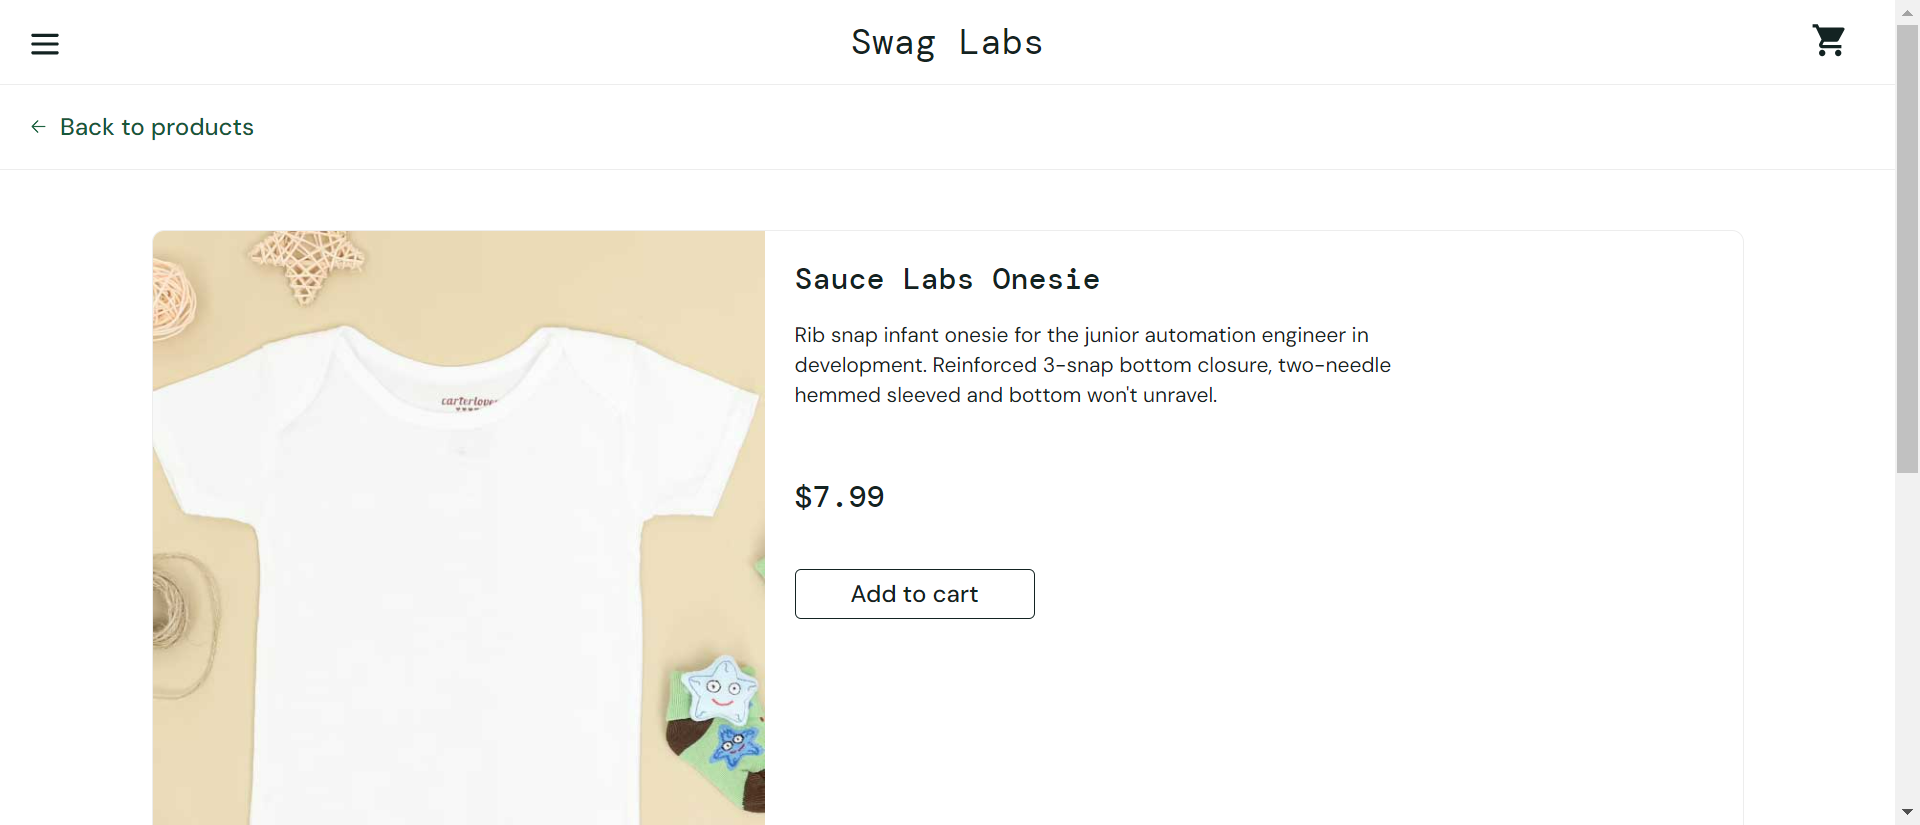 Swag Labs
Back to products
Sauce Labs Onesie
Rib snap infant onesie for the junior automation engineer in
development. Reinforced 3-snap bottom closure, two-needle
hemmed sleeved and bottom won't unravel.
$7.99
Add to cart